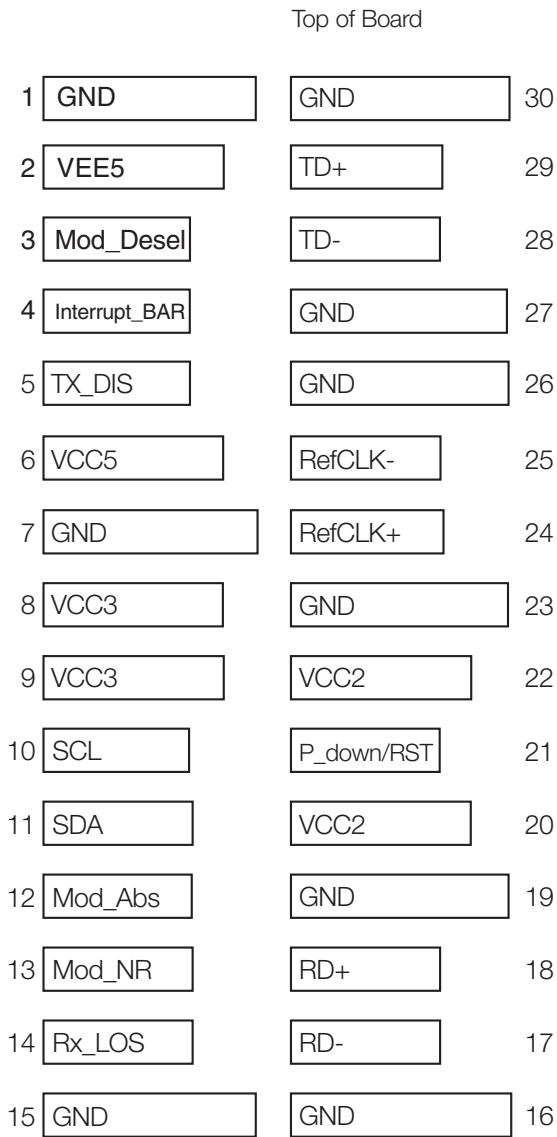 Top of Board
1 GND GND 30
2 VEE5 TD+ 29
3 Mod_Desel TD- 28
4 Interrupt_BAR GND 27
5 TX_DIS GND 26
6 VCC5 RefCLK- 25
7 GND RefCLK+ 24
8 VCC3 GND 23
9 VCC3 VCC2 22
10 SCL P_down/RST 21
11 SDA VCC2 20
12 Mod_Abs GND 19
13 Mod_NR RD+ 18
14 Rx_LOS RD- 17
15 GND GND 16